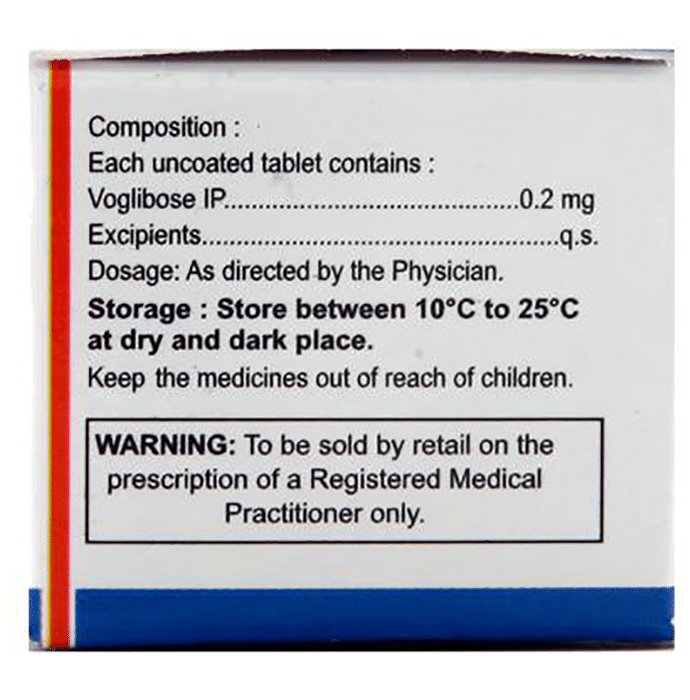 Composition :
Each uncoated tablet contains :
Voglibose IP..........................................0.2 mg
Excipients.................................................q.s.
Dosage: As directed by the Physician.
Storage : Store between 10°C to 25°C
at dry and dark place.
Keep the medicines out of reach of children.
WARNING: To be sold by retail on the
prescription of a Registered Medical
Practitioner only.